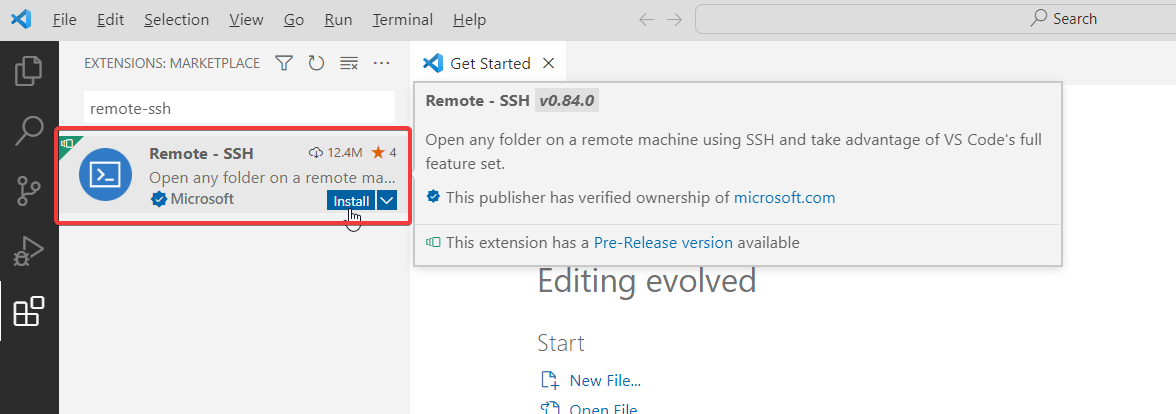 File Edit Selection View Go Run Terminal Help Search
EXTENSIONS: MARKETPLACE ...
remote-ssh
Remote - SSH 12.4M 4
Open any folder on a remote ma...
Microsoft Install
Get Started
Remote - SSH v0.84.0
Open any folder on a remote machine using SSH and take advantage of VS Code's full
feature set.
This publisher has verified ownership of microsoft.com
This extension has a Pre-Release version available
Editing evolved
Start
New File...
Open File